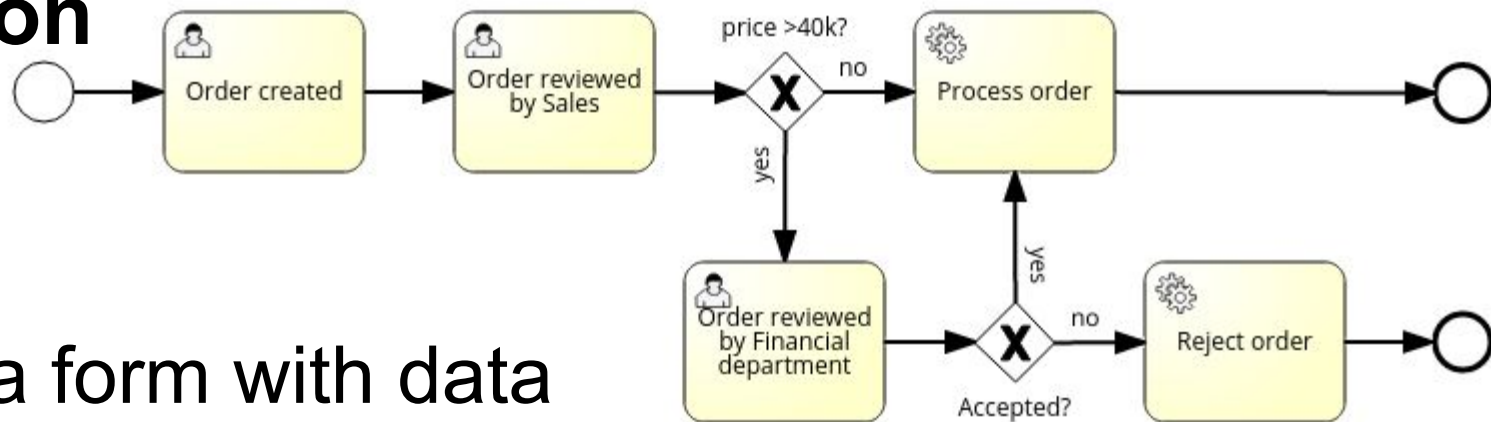 on
price >40k?
Order created
Order reviewed
by Sales
no
Process order
yes
yes
Order reviewed
by Financial
department
no
Reject order
a form with data
Accepted?